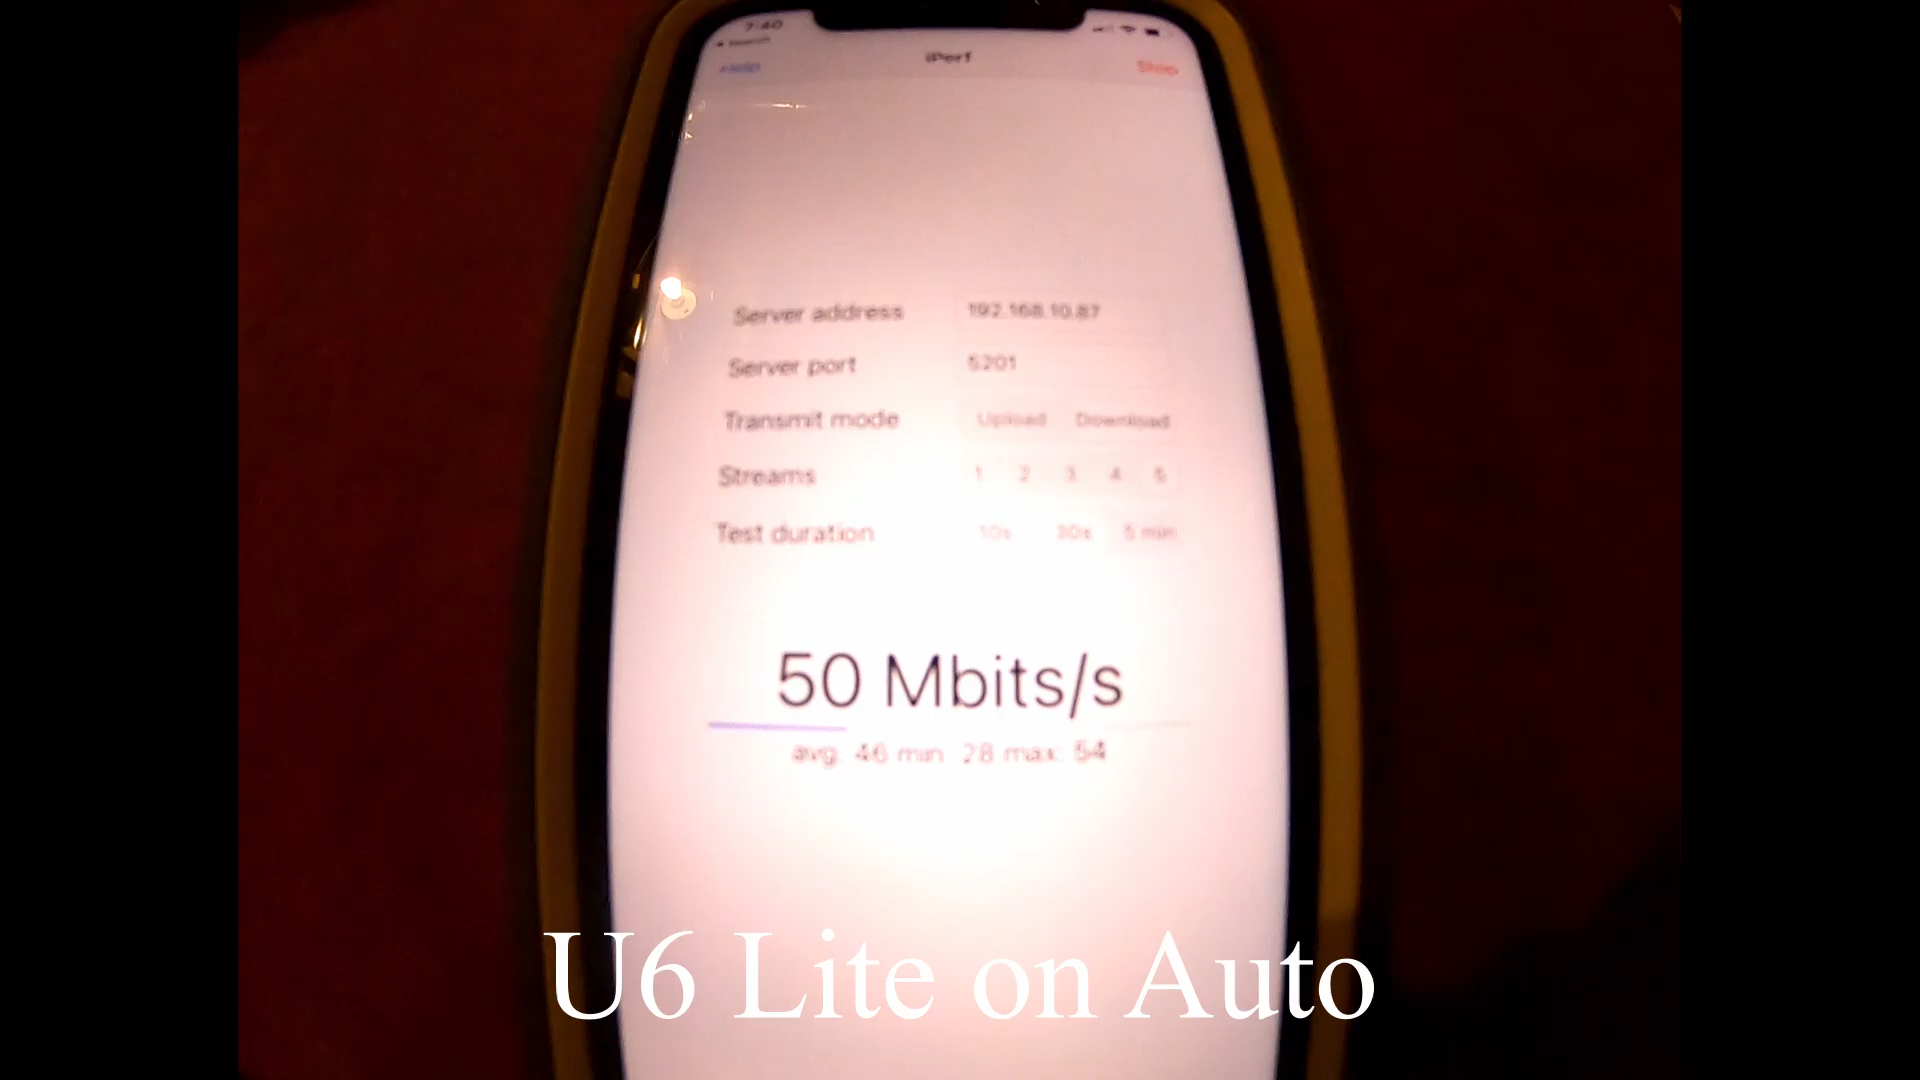 7:40
Search
Help iPerf Stop
Server address 192.168.10.87
Server port 5201
Transmit mode Upload Download
Streams 1 2 3 4 5
Test duration 10s 30s 5 min
50 Mbits/s
avg: 46 min: 28 max: 54
U6 Lite on Auto